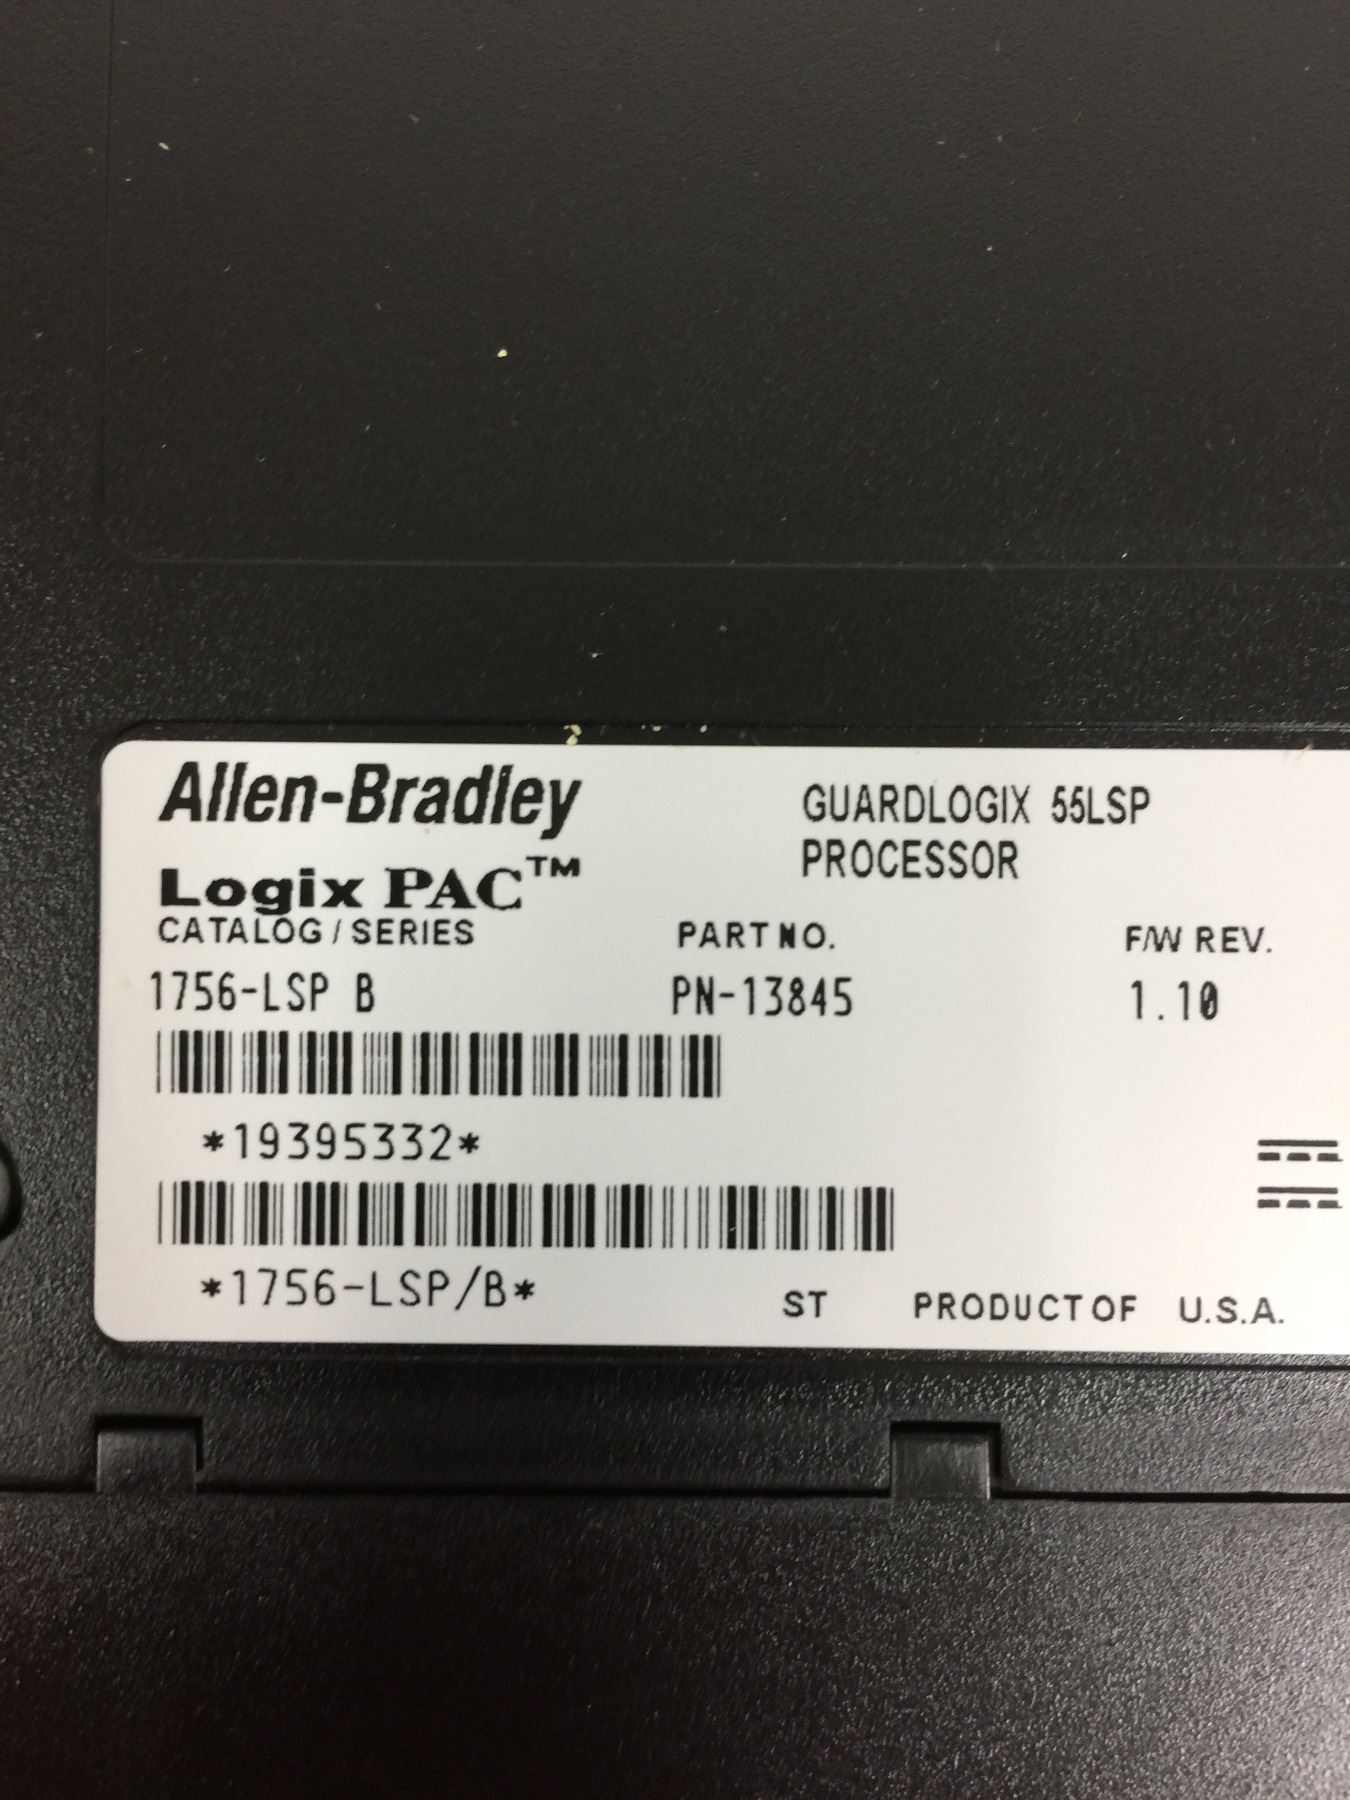 Allen-Bradley
Logix PAC™
GUARDLOGIX 55LSP
PROCESSOR
CATALOG / SERIES PART NO. F/W REV.
1756-LSP B PN-13845 1.10
*19395332*
*1756-LSP/B*
ST PRODUCT OF U.S.A.